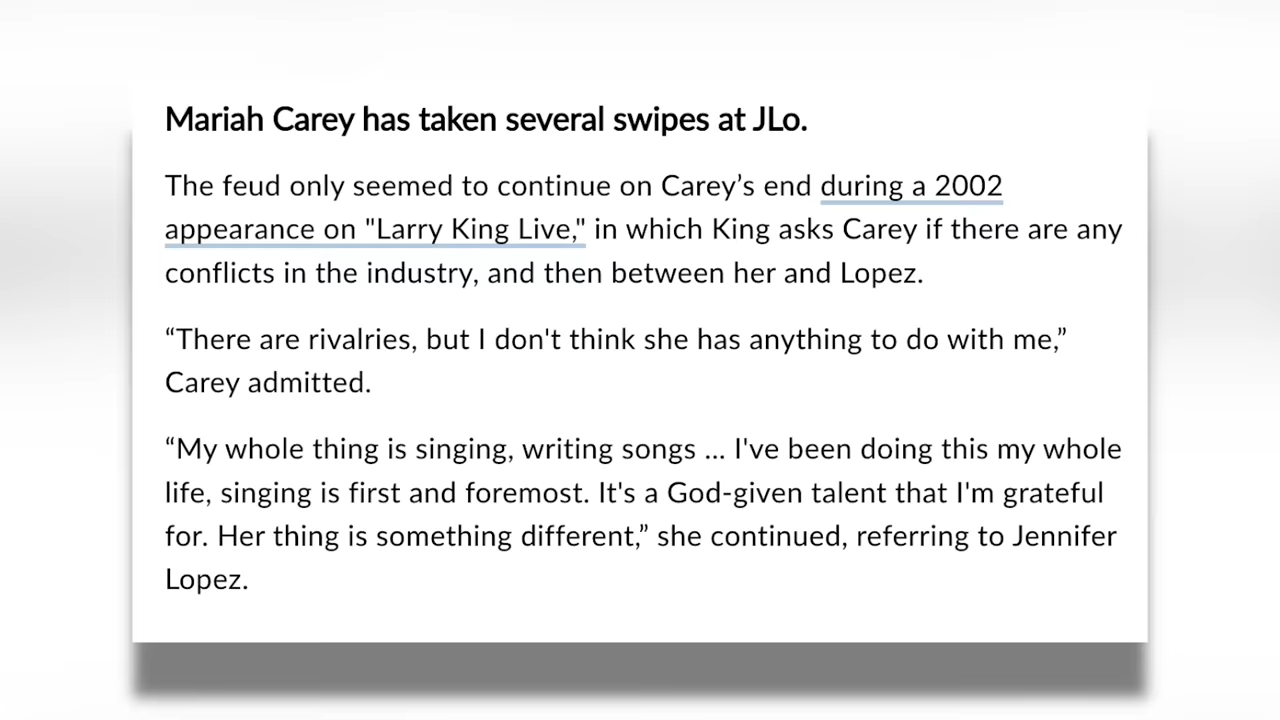 Mariah Carey has taken several swipes at JLo.
The feud only seemed to continue on Carey’s end during a 2002
appearance on "Larry King Live," in which King asks Carey if there are any
conflicts in the industry, and then between her and Lopez.
“There are rivalries, but I don't think she has anything to do with me,”
Carey admitted.
“My whole thing is singing, writing songs ... I've been doing this my whole
life, singing is first and foremost. It's a God-given talent that I'm grateful
for. Her thing is something different,” she continued, referring to Jennifer
Lopez.